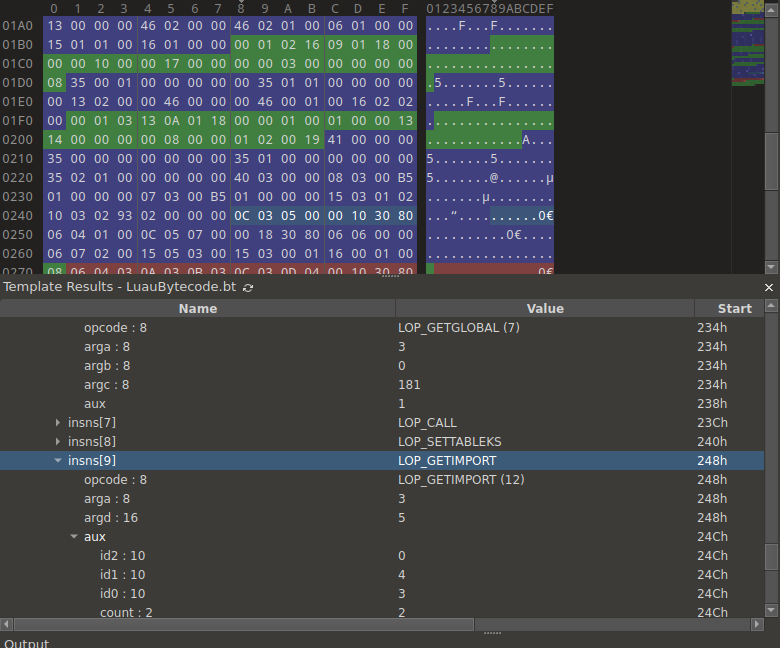 0 1 2 3 4 5 6 7 8 9 A B C D E F 0123456789ABCDEF
01A0 13 00 00 00 46 02 00 00 46 02 01 00 06 01 00 00 ....F...F.......
01B0 15 01 01 00 16 01 00 00 00 01 02 16 09 01 18 00 ................
01C0 00 00 10 00 00 17 00 00 00 00 03 00 00 00 00 00 ................
01D0 08 35 00 01 00 00 00 00 00 35 01 01 00 00 00 00 .5.......5......
01E0 00 13 02 00 00 46 00 00 00 46 00 01 00 16 02 02 .....F...F......
01F0 00 00 01 03 13 0A 01 18 00 00 01 00 01 00 00 13 ................
0200 14 00 00 00 00 08 00 00 01 02 00 19 41 00 00 00 ............A...
0210 35 00 00 00 00 00 00 00 35 01 00 00 00 00 00 00 5.......5.......
0220 35 02 01 00 00 00 00 00 40 03 00 00 08 03 00 B5 5.......@......µ
0230 01 00 00 00 07 03 00 B5 01 00 00 00 15 03 01 02 .......µ........
0240 10 03 02 93 02 00 00 00 0C 03 05 00 00 10 30 80 ...“..........0€
0250 06 04 01 00 0C 05 07 00 00 18 30 80 06 06 00 00 ..........0€....
0260 06 07 02 00 15 05 03 00 15 03 00 01 16 00 01 00 ................
0270 08 06 04 03 0A 03 0B 03 0C 03 0D 04 00 10 30 80 ..............0€
Template Results - LuauBytecode.bt
Name Value Start
opcode : 8 LOP_GETGLOBAL (7) 234h
arga : 8 3 234h
argb : 8 0 234h
argc : 8 181 234h
aux 1 238h
insns[7] LOP_CALL 23Ch
insns[8] LOP_SETTABLEKS 240h
insns[9] LOP_GETIMPORT 248h
opcode : 8 LOP_GETIMPORT (12) 248h
arga : 8 3 248h
argd : 16 5 248h
aux 24Ch
id2 : 10 0 24Ch
id1 : 10 4 24Ch
id0 : 10 3 24Ch
count : 2 2 24Ch
Output